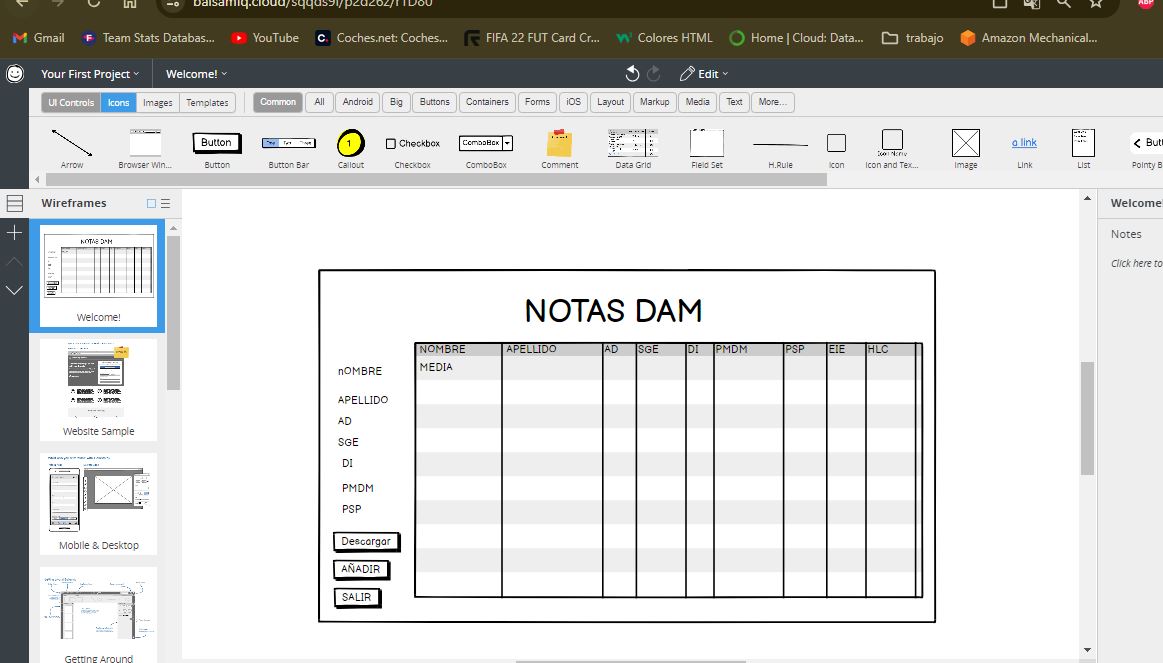 balsamiq.cloud/sqqds9i/p2d262/r1D80
ABP
Gmail Team Stats Databas... YouTube Coches.net: Coches... FIFA 22 FUT Card Cr... Colores HTML Home | Cloud: Data... trabajo Amazon Mechanical...
Your First Project Welcome! Edit
UI Controls Icons Images Templates Common All Android Big Buttons Containers Forms iOS Layout Markup Media Text More...
Button 1 Checkbox ComboBox a link
Arrow Browser Win... Button Button Bar Callout Checkbox ComboBox Comment Data Grid Field Set H.Rule Icon Icon and Tex... Image Link List Pointy B
Wireframes
Welcome!
Notes
Click here to
NOTAS DAM
Welcome!
Website Sample
Mobile & Desktop
Getting Around
NOTAS DAM
NOMBRE APELLIDO AD SGE DI PMDM PSP EIE HLC
MEDIA
nOMBRE
APELLIDO
AD
SGE
DI
PMDM
PSP
Descargar
AÑADIR
SALIR